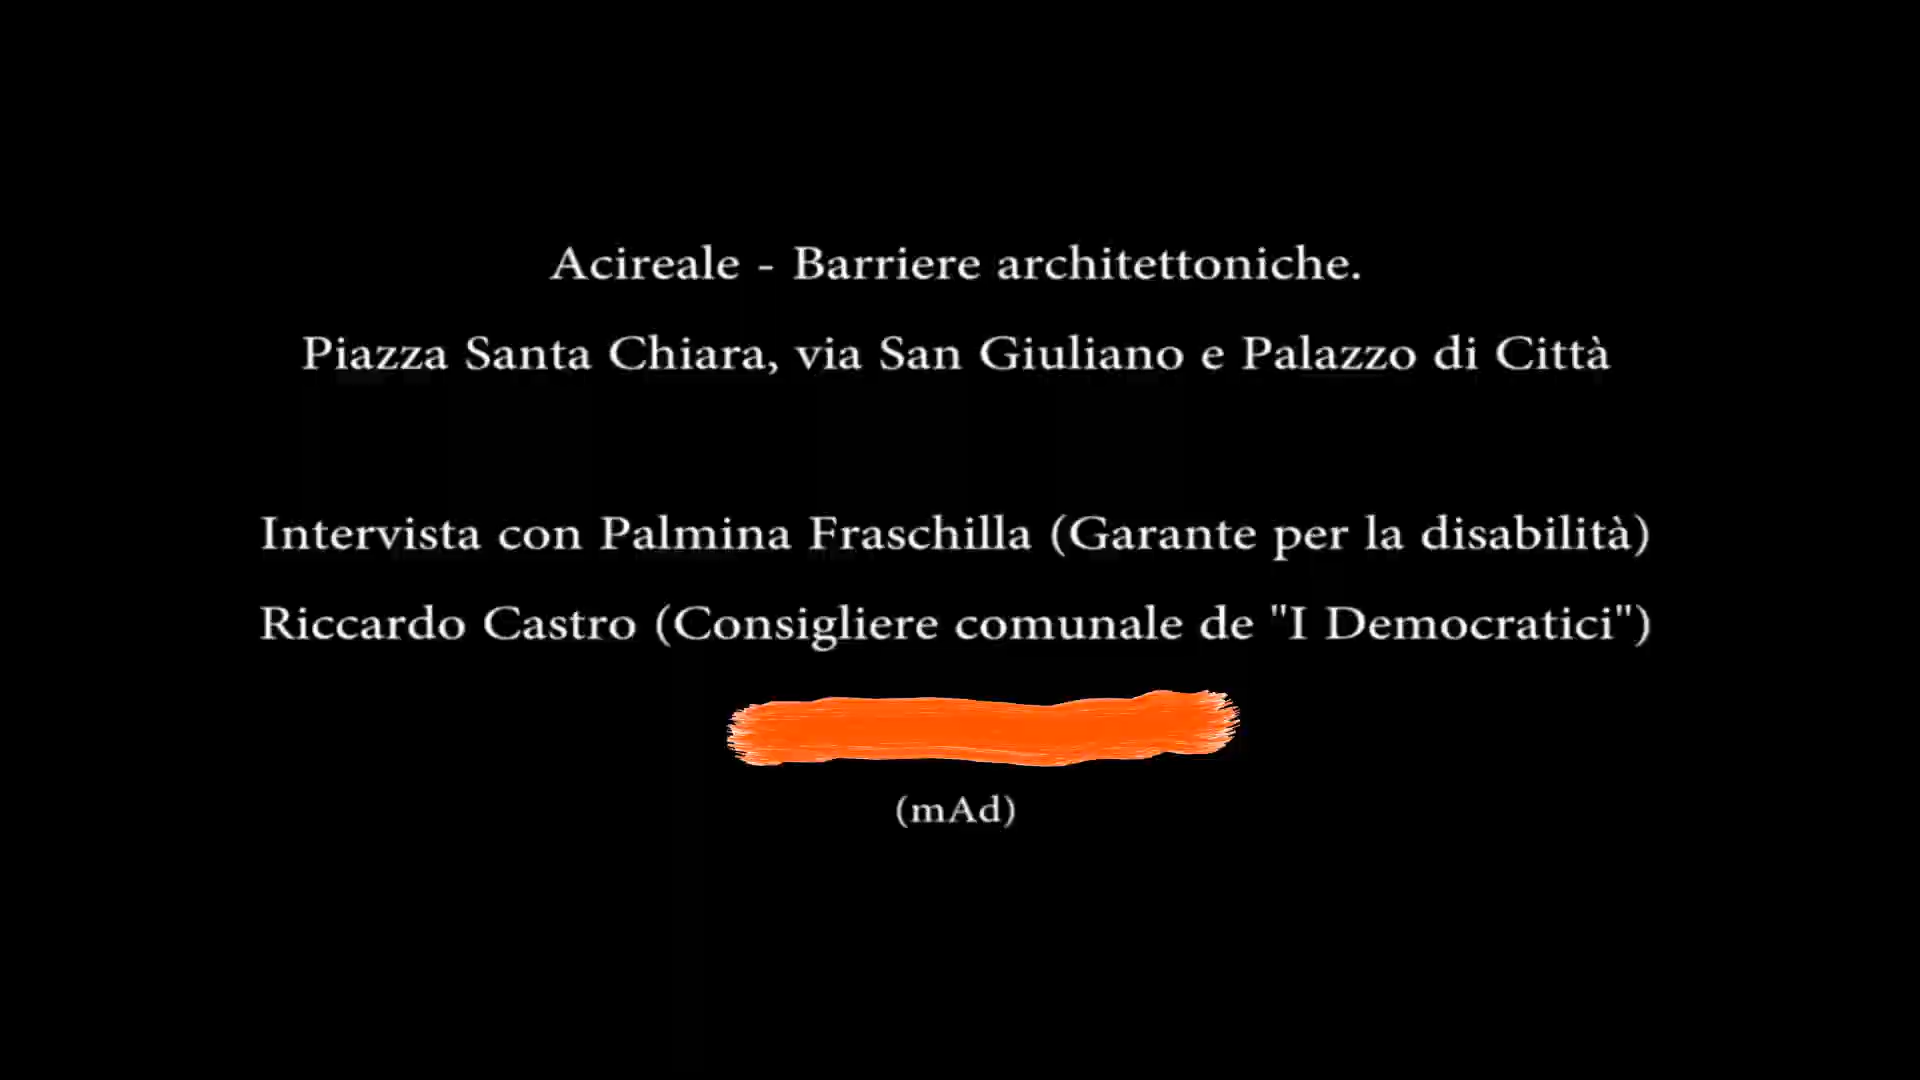 Acireale - Barriere architettoniche.
Piazza Santa Chiara, via San Giuliano e Palazzo di Città
Intervista con Palmina Fraschilla (Garante per la disabilità)
Riccardo Castro (Consigliere comunale de "I Democratici")
(mAd)